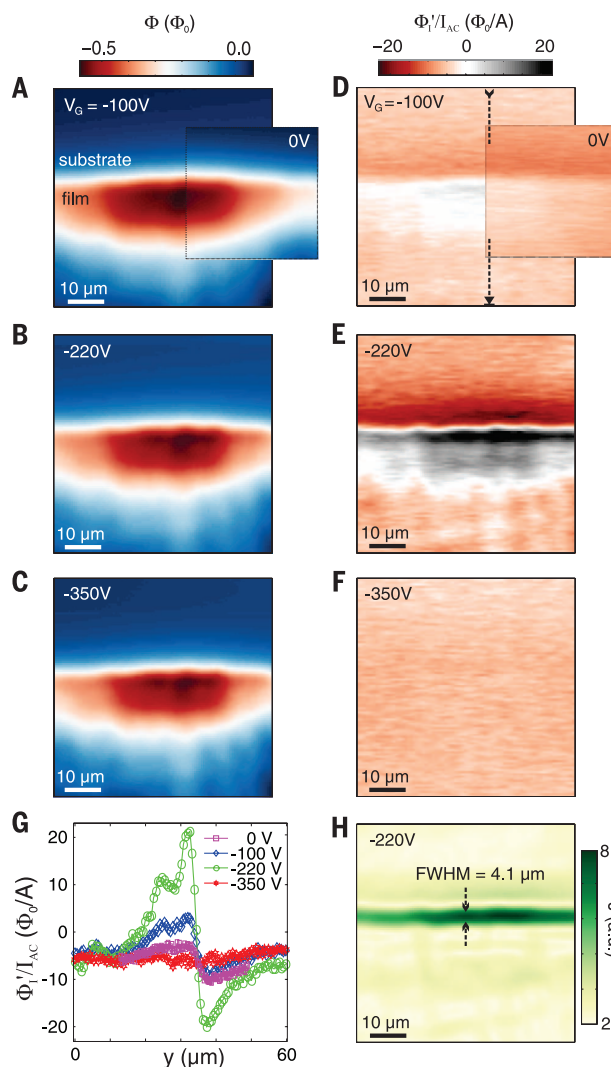 Φ (Φ₀)
−0.5 0.0
Φ₁'/I_AC (Φ₀/A)
−20 0 20
A
V_G = -100V
0V
substrate
film
10 µm
D
V_G= -100V
0V
10 µm
B
-220V
10 µm
E
-220V
10 µm
C
-350V
10 µm
F
-350V
10 µm
G
Φ₁'/I_AC (Φ₀/A)
20
10
0
-10
-20
0 V
-100 V
-220 V
-350 V
0 y (µm) 60
H
-220V
FWHM = 4.1 µm
10 µm
8
2